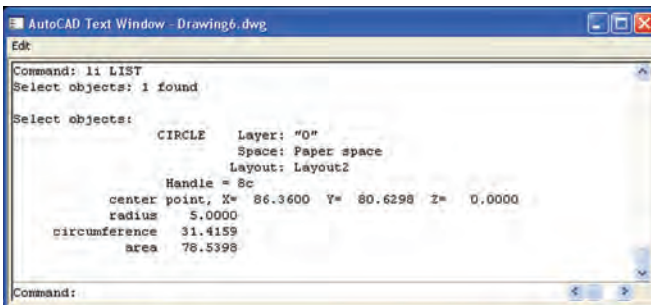 AutoCAD Text Window - Drawing6.dwg
Edit
Command: li LIST
Select objects: 1 found
Select objects:
CIRCLE Layer: "0"
Space: Paper space
Layout: Layout2
Handle = 8c
center point, X= 86.3600 Y= 80.6298 Z= 0.0000
radius 5.0000
circumference 31.4159
area 78.5398
Command: